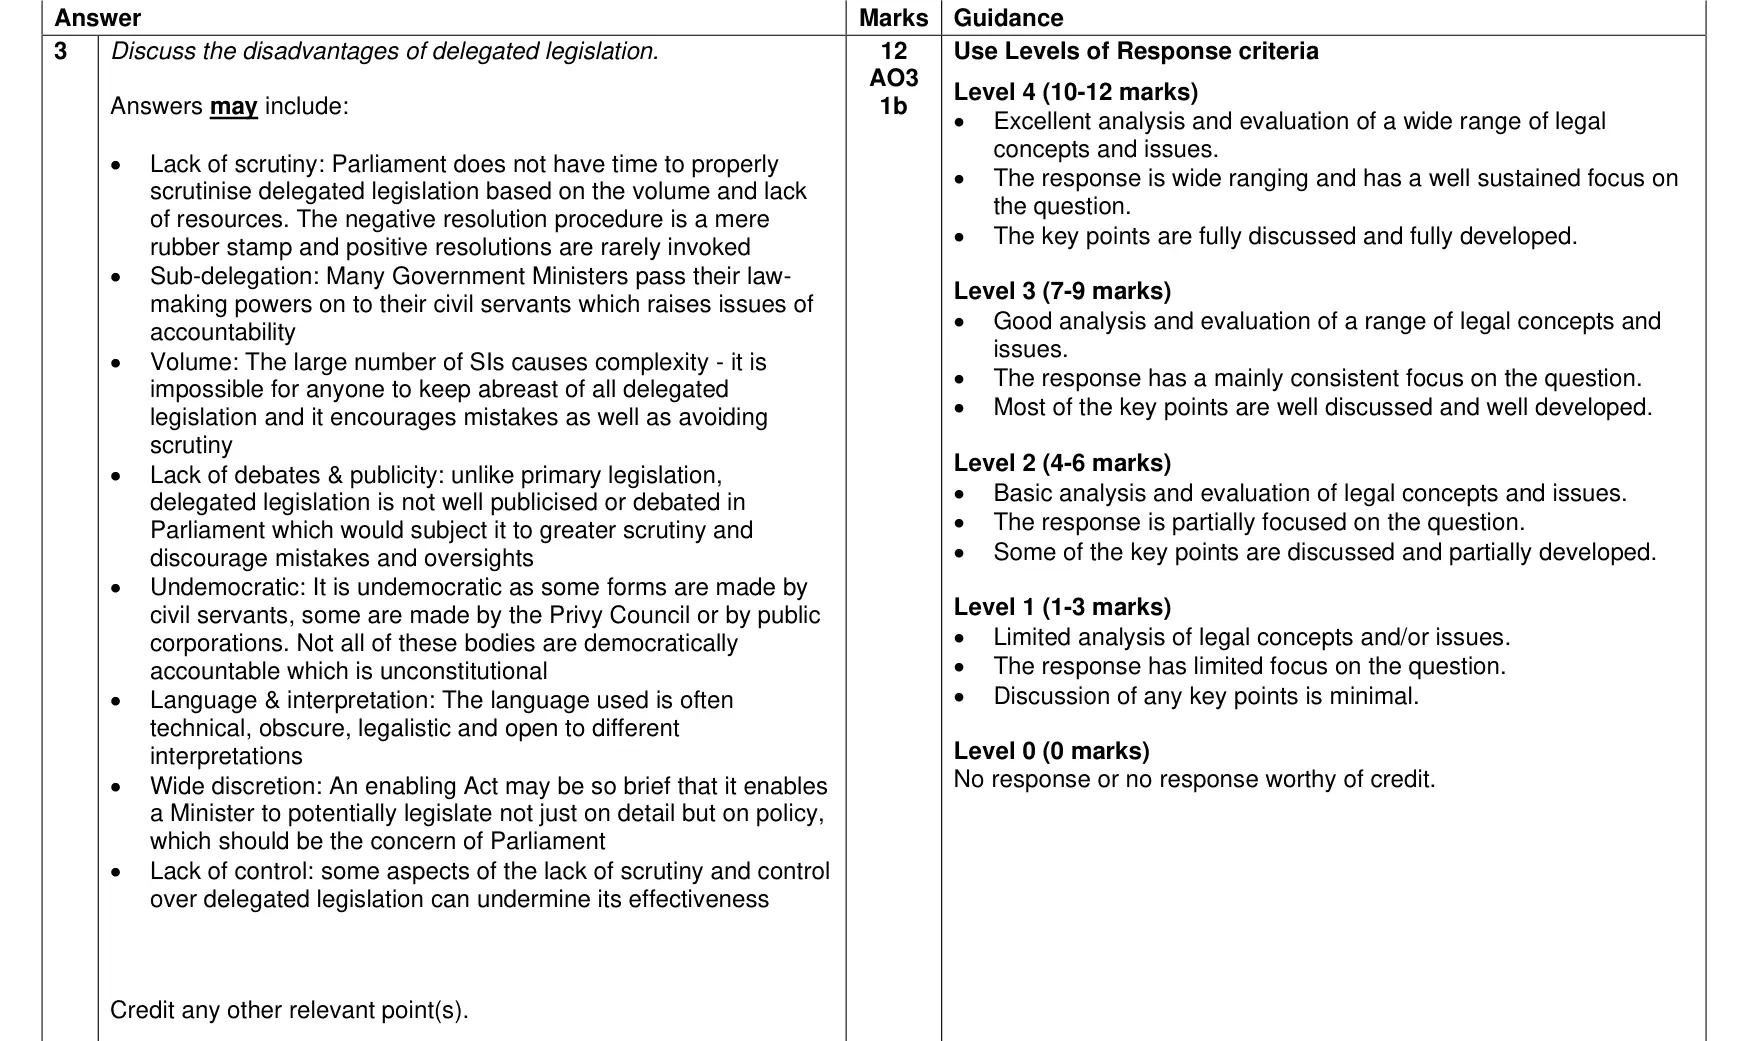 Answer Marks Guidance
3 Discuss the disadvantages of delegated legislation.
Answers may include:
• Lack of scrutiny: Parliament does not have time to properly
scrutinise delegated legislation based on the volume and lack
of resources. The negative resolution procedure is a mere
rubber stamp and positive resolutions are rarely invoked
• Sub-delegation: Many Government Ministers pass their law-
making powers on to their civil servants which raises issues of
accountability
• Volume: The large number of SIs causes complexity - it is
impossible for anyone to keep abreast of all delegated
legislation and it encourages mistakes as well as avoiding
scrutiny
• Lack of debates & publicity: unlike primary legislation,
delegated legislation is not well publicised or debated in
Parliament which would subject it to greater scrutiny and
discourage mistakes and oversights
• Undemocratic: It is undemocratic as some forms are made by
civil servants, some are made by the Privy Council or by public
corporations. Not all of these bodies are democratically
accountable which is unconstitutional
• Language & interpretation: The language used is often
technical, obscure, legalistic and open to different
interpretations
• Wide discretion: An enabling Act may be so brief that it enables
a Minister to potentially legislate not just on detail but on policy,
which should be the concern of Parliament
• Lack of control: some aspects of the lack of scrutiny and control
over delegated legislation can undermine its effectiveness
Credit any other relevant point(s).
12
AO3
1b
Use Levels of Response criteria
Level 4 (10-12 marks)
• Excellent analysis and evaluation of a wide range of legal
concepts and issues.
• The response is wide ranging and has a well sustained focus on
the question.
• The key points are fully discussed and fully developed.
Level 3 (7-9 marks)
• Good analysis and evaluation of a range of legal concepts and
issues.
• The response has a mainly consistent focus on the question.
• Most of the key points are well discussed and well developed.
Level 2 (4-6 marks)
• Basic analysis and evaluation of legal concepts and issues.
• The response is partially focused on the question.
• Some of the key points are discussed and partially developed.
Level 1 (1-3 marks)
• Limited analysis of legal concepts and/or issues.
• The response has limited focus on the question.
• Discussion of any key points is minimal.
Level 0 (0 marks)
No response or no response worthy of credit.